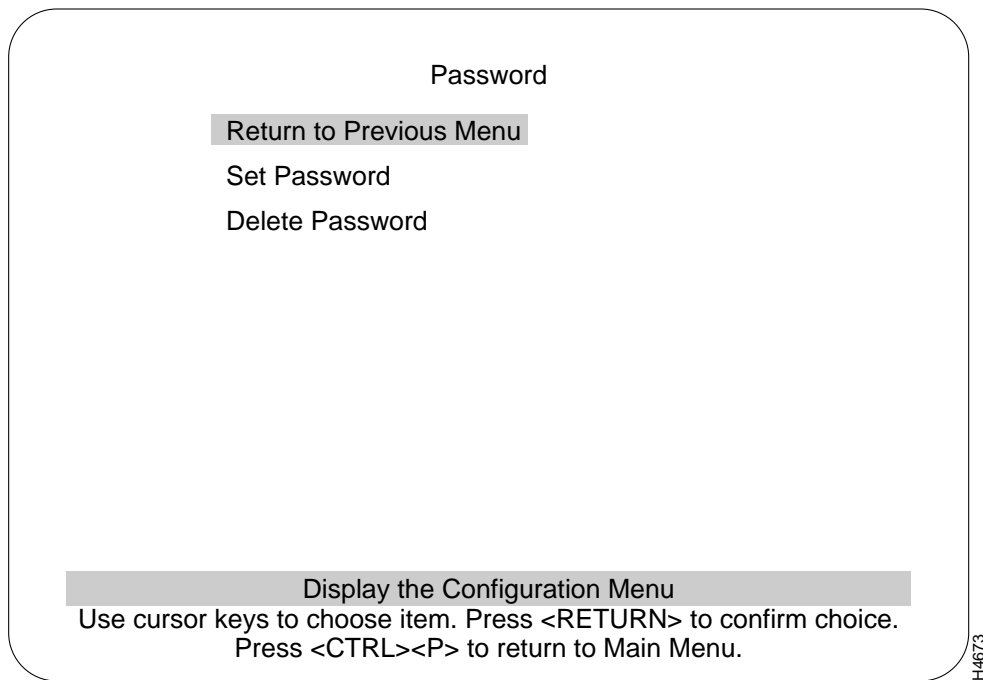 Password
Return to Previous Menu
Set Password
Delete Password
Display the Configuration Menu
Use cursor keys to choose item. Press <RETURN> to confirm choice.
Press <CTRL><P> to return to Main Menu.
H4673